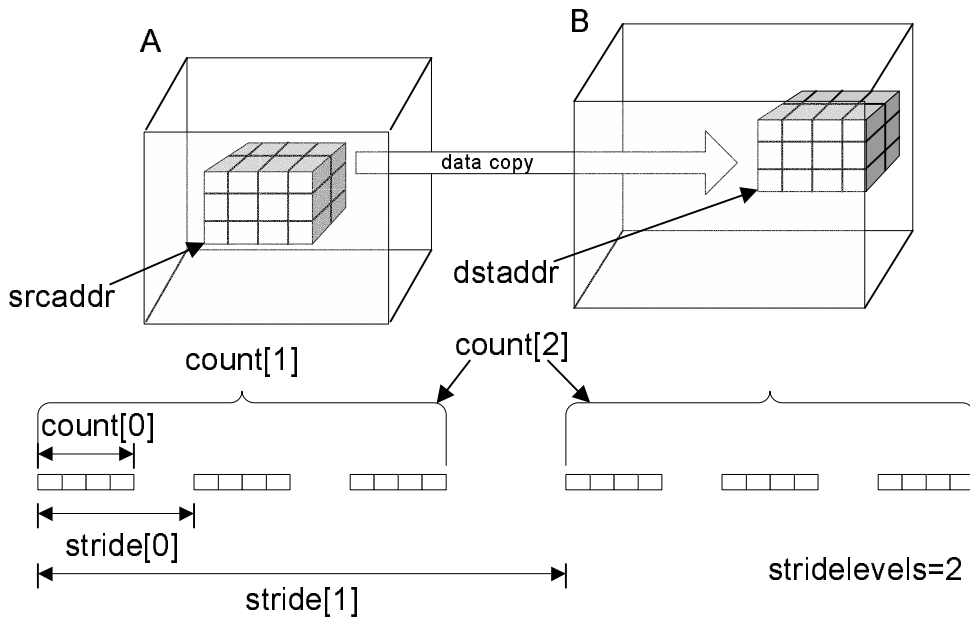 A
B
data copy
srcaddr
dstaddr
count[1]
count[2]
count[0]
stride[0]
stride[1]
stridelevels=2